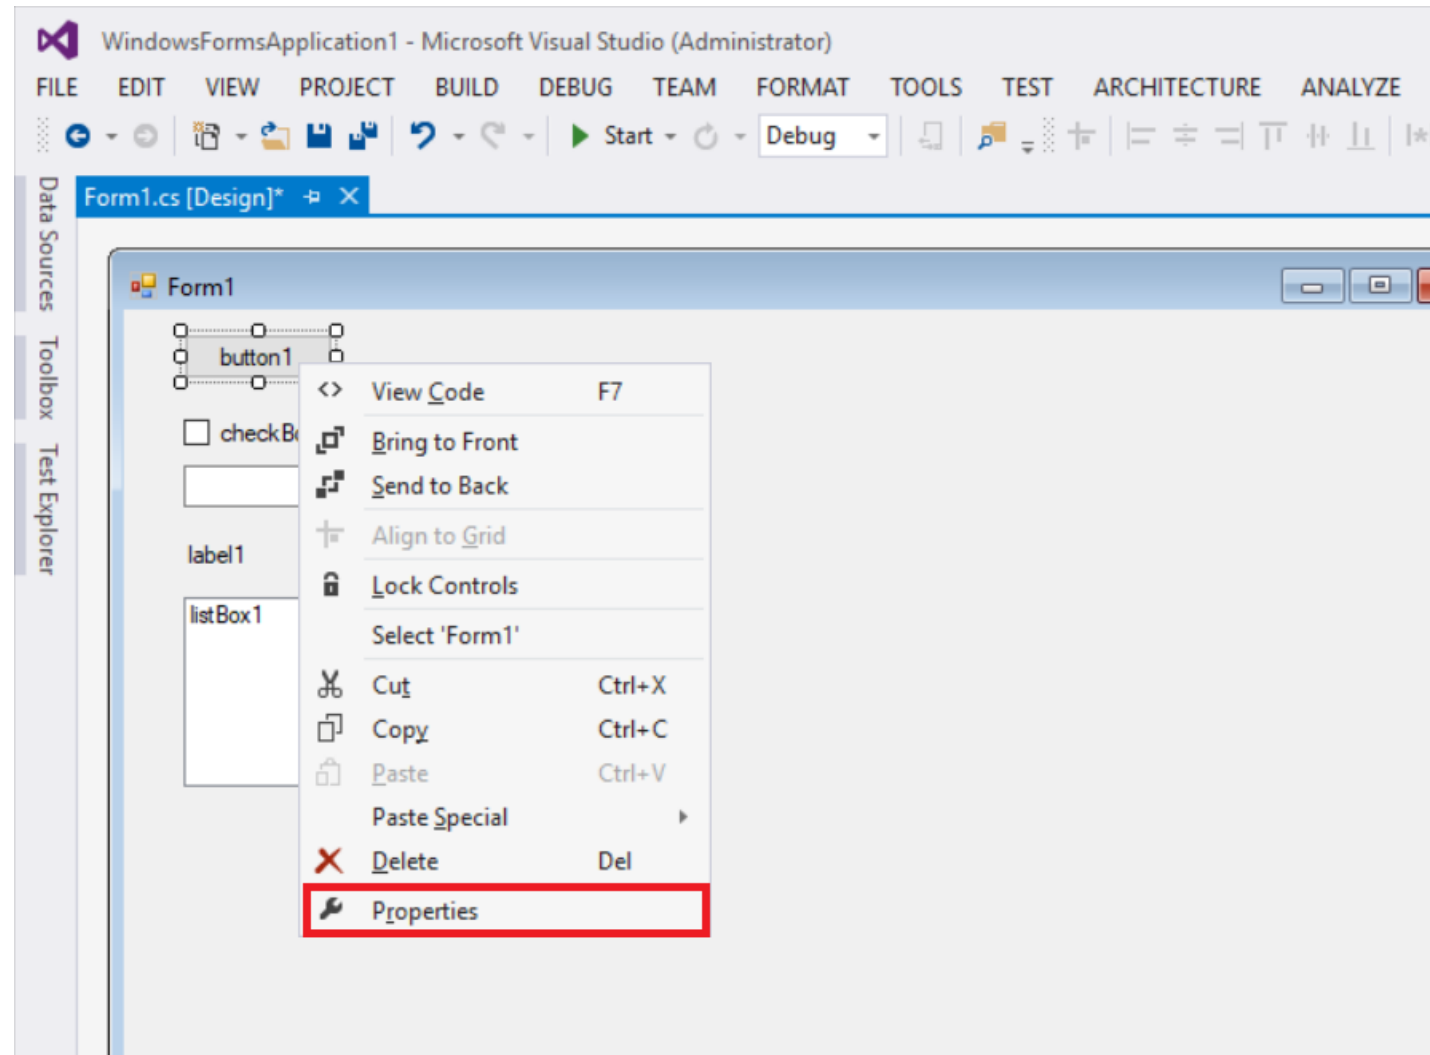 WindowsFormsApplication1 - Microsoft Visual Studio (Administrator)
FILE EDIT VIEW PROJECT BUILD DEBUG TEAM FORMAT TOOLS TEST ARCHITECTURE ANALYZE
Start Debug
Data Sources
Toolbox
Test Explorer
Form1.cs [Design]*
Form1
button1
View Code F7
checkB
Bring to Front
Send to Back
Align to Grid
label1
Lock Controls
listBox1
Select 'Form1'
Cut Ctrl+X
Copy Ctrl+C
Paste Ctrl+V
Paste Special
Delete Del
Properties